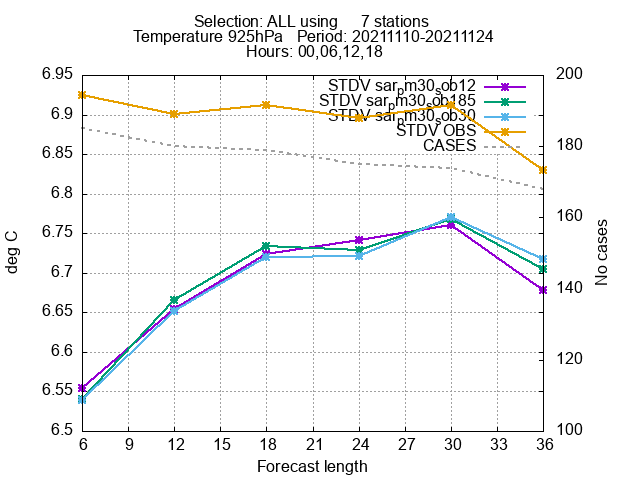 Selection: ALL using 7 stations
Temperature 925hPa Period: 20211110-20211124
Hours: 00,06,12,18
6.95
6.9
6.85
6.8
6.75
6.7
6.65
6.6
6.55
6.5
deg C
200
180
160
140
120
100
No cases
STDV sarpm30sob12
STDV sarpm30sob185
STDV sarpm30sob30
STDV OBS
CASES
6 9 12 15 18 21 24 27 30 33 36
Forecast length